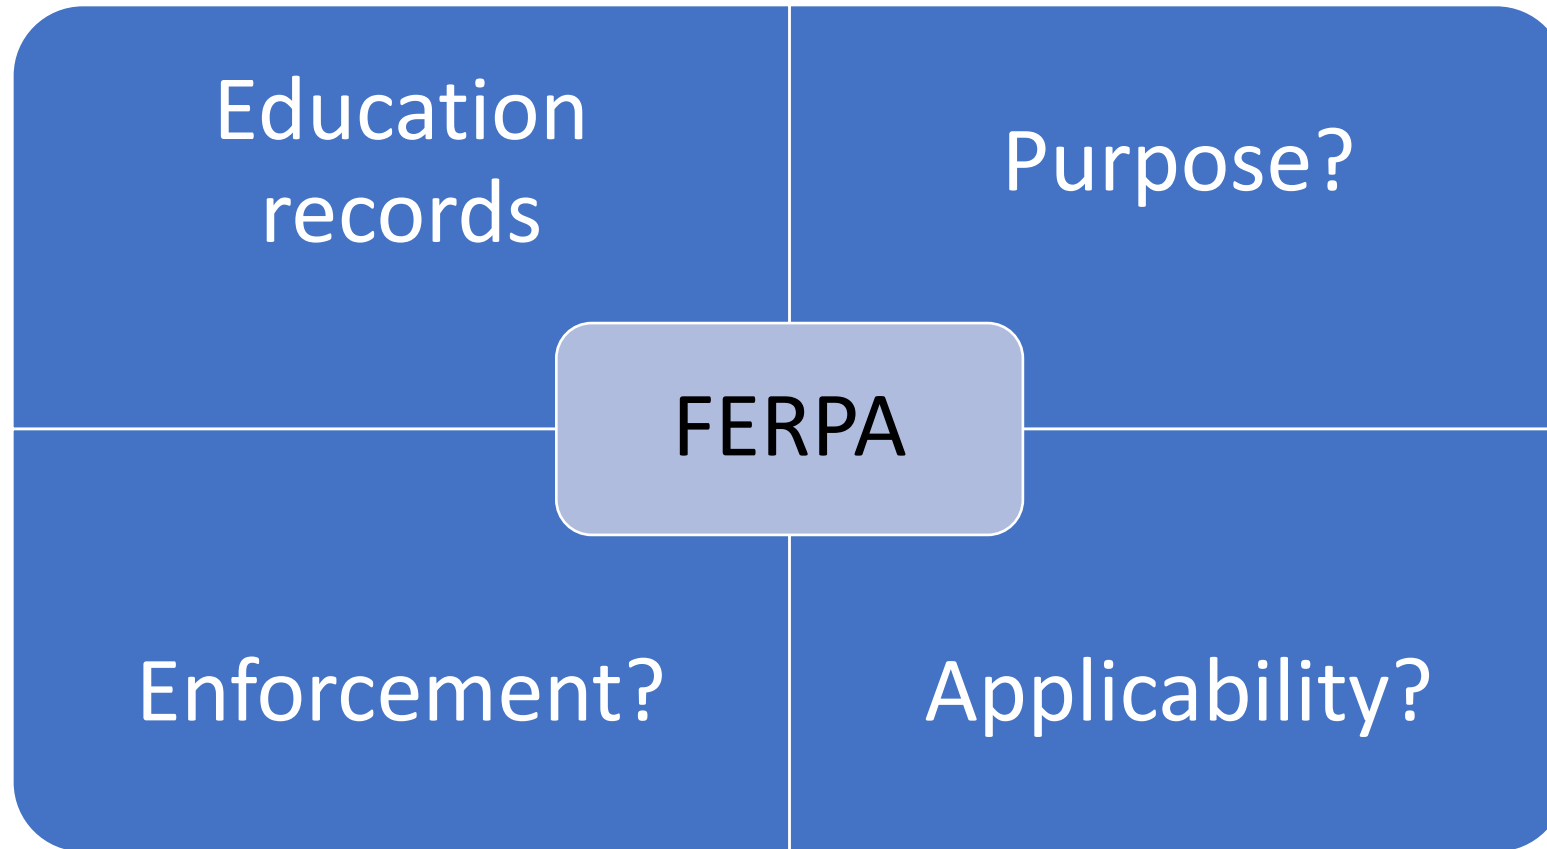 Education
records
Purpose?
FERPA
Enforcement?
Applicability?